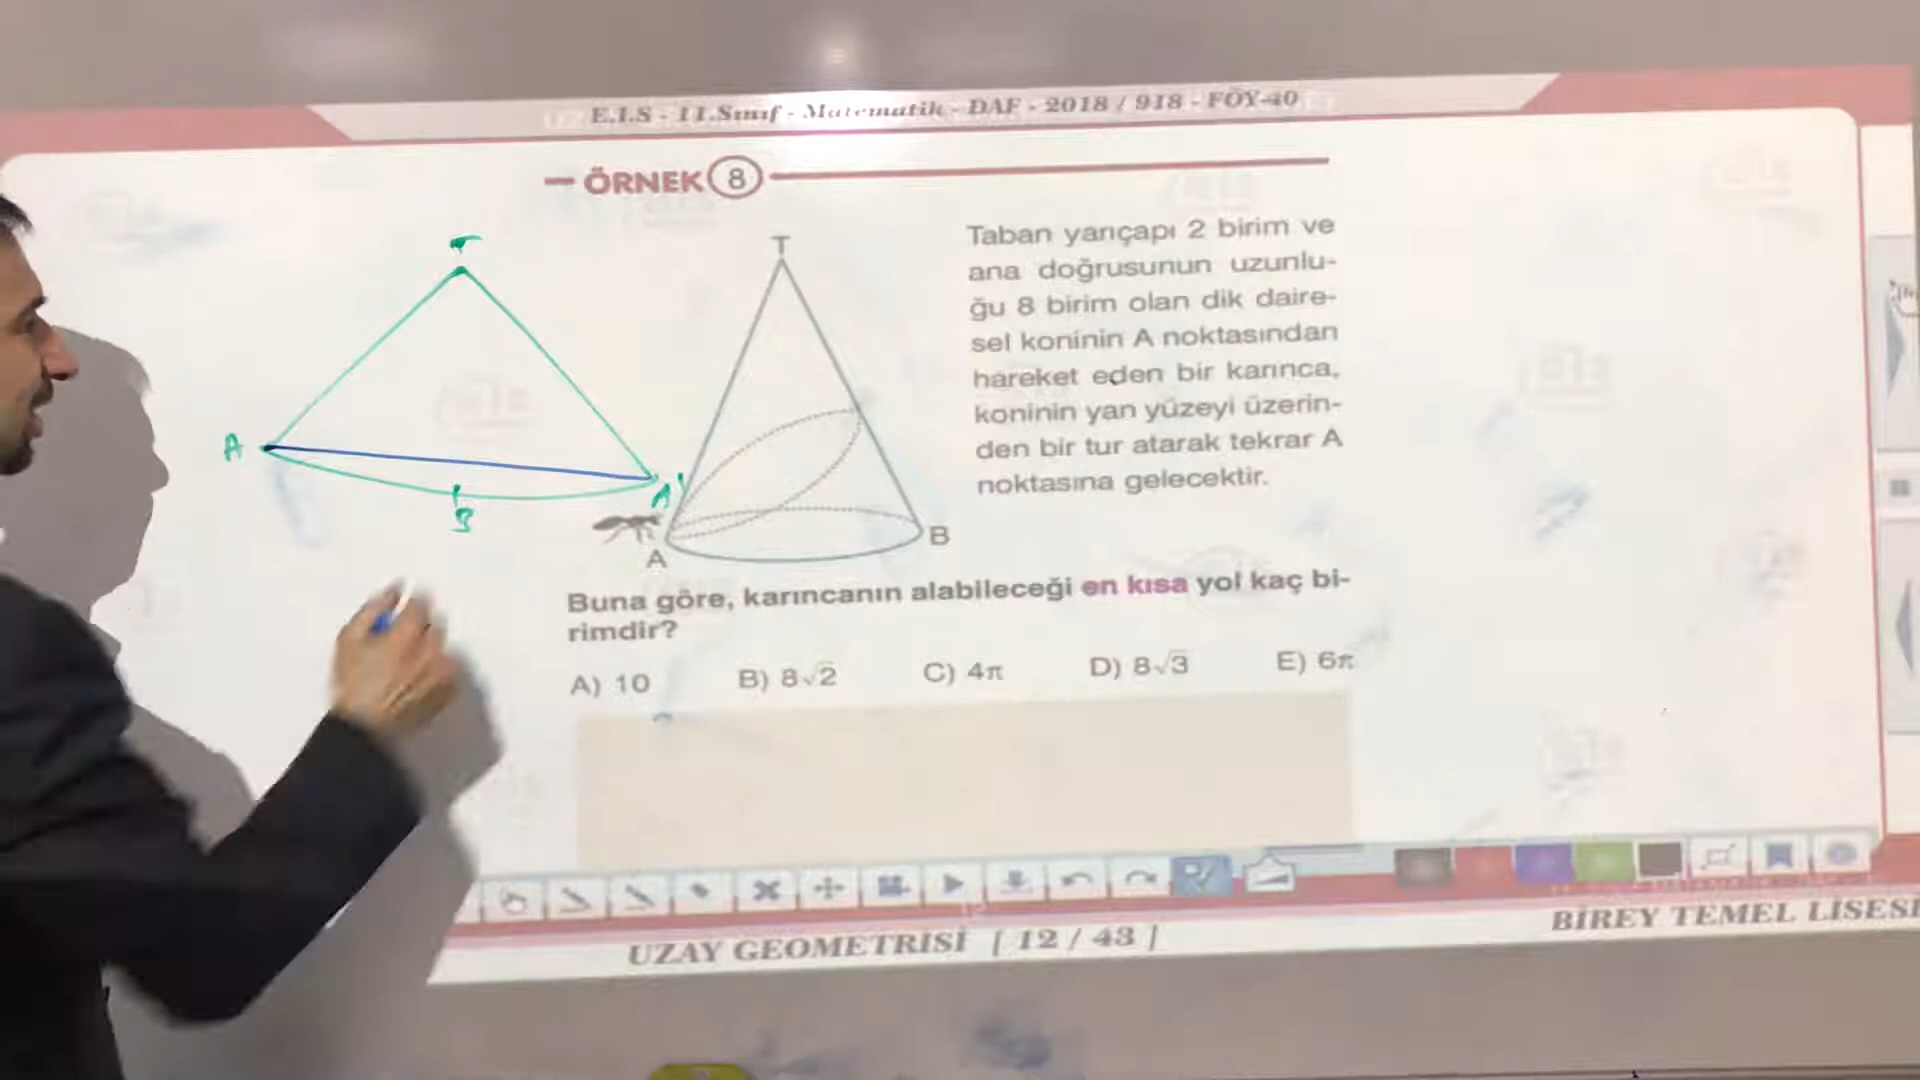 E.I.S - 11.Sınıf - Matematik - DAF - 2018 / 918 - FÖY-40
ÖRNEK 8
T
A
A'
B
T
A
B
Taban yarıçapı 2 birim ve
ana doğrusunun uzunlu-
ğu 8 birim olan dik daire-
sel koninin A noktasından
hareket eden bir karınca,
koninin yan yüzeyi üzerin-
den bir tur atarak tekrar A
noktasına gelecektir.
Buna göre, karıncanın alabileceği en kısa yol kaç bi-
rimdir?
A) 10 B) 8√2 C) 4π D) 8√3 E) 6π
UZAY GEOMETRİSİ [ 12 / 43 ]
BİREY TEMEL LİSESİ